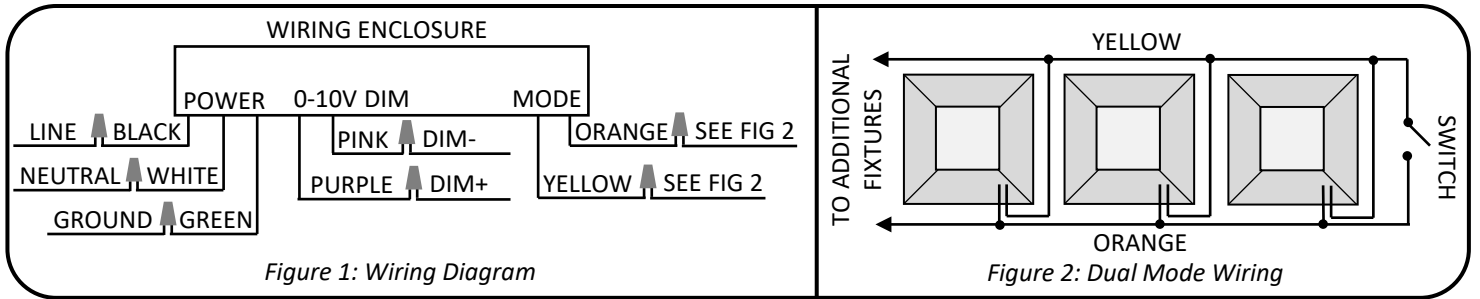 WIRING ENCLOSURE
POWER 0-10V DIM MODE
LINE BLACK PINK DIM- ORANGE SEE FIG 2
NEUTRAL WHITE PURPLE DIM+ YELLOW SEE FIG 2
GROUND GREEN
Figure 1: Wiring Diagram
YELLOW
TO ADDITIONAL
FIXTURES
SWITCH
ORANGE
Figure 2: Dual Mode Wiring